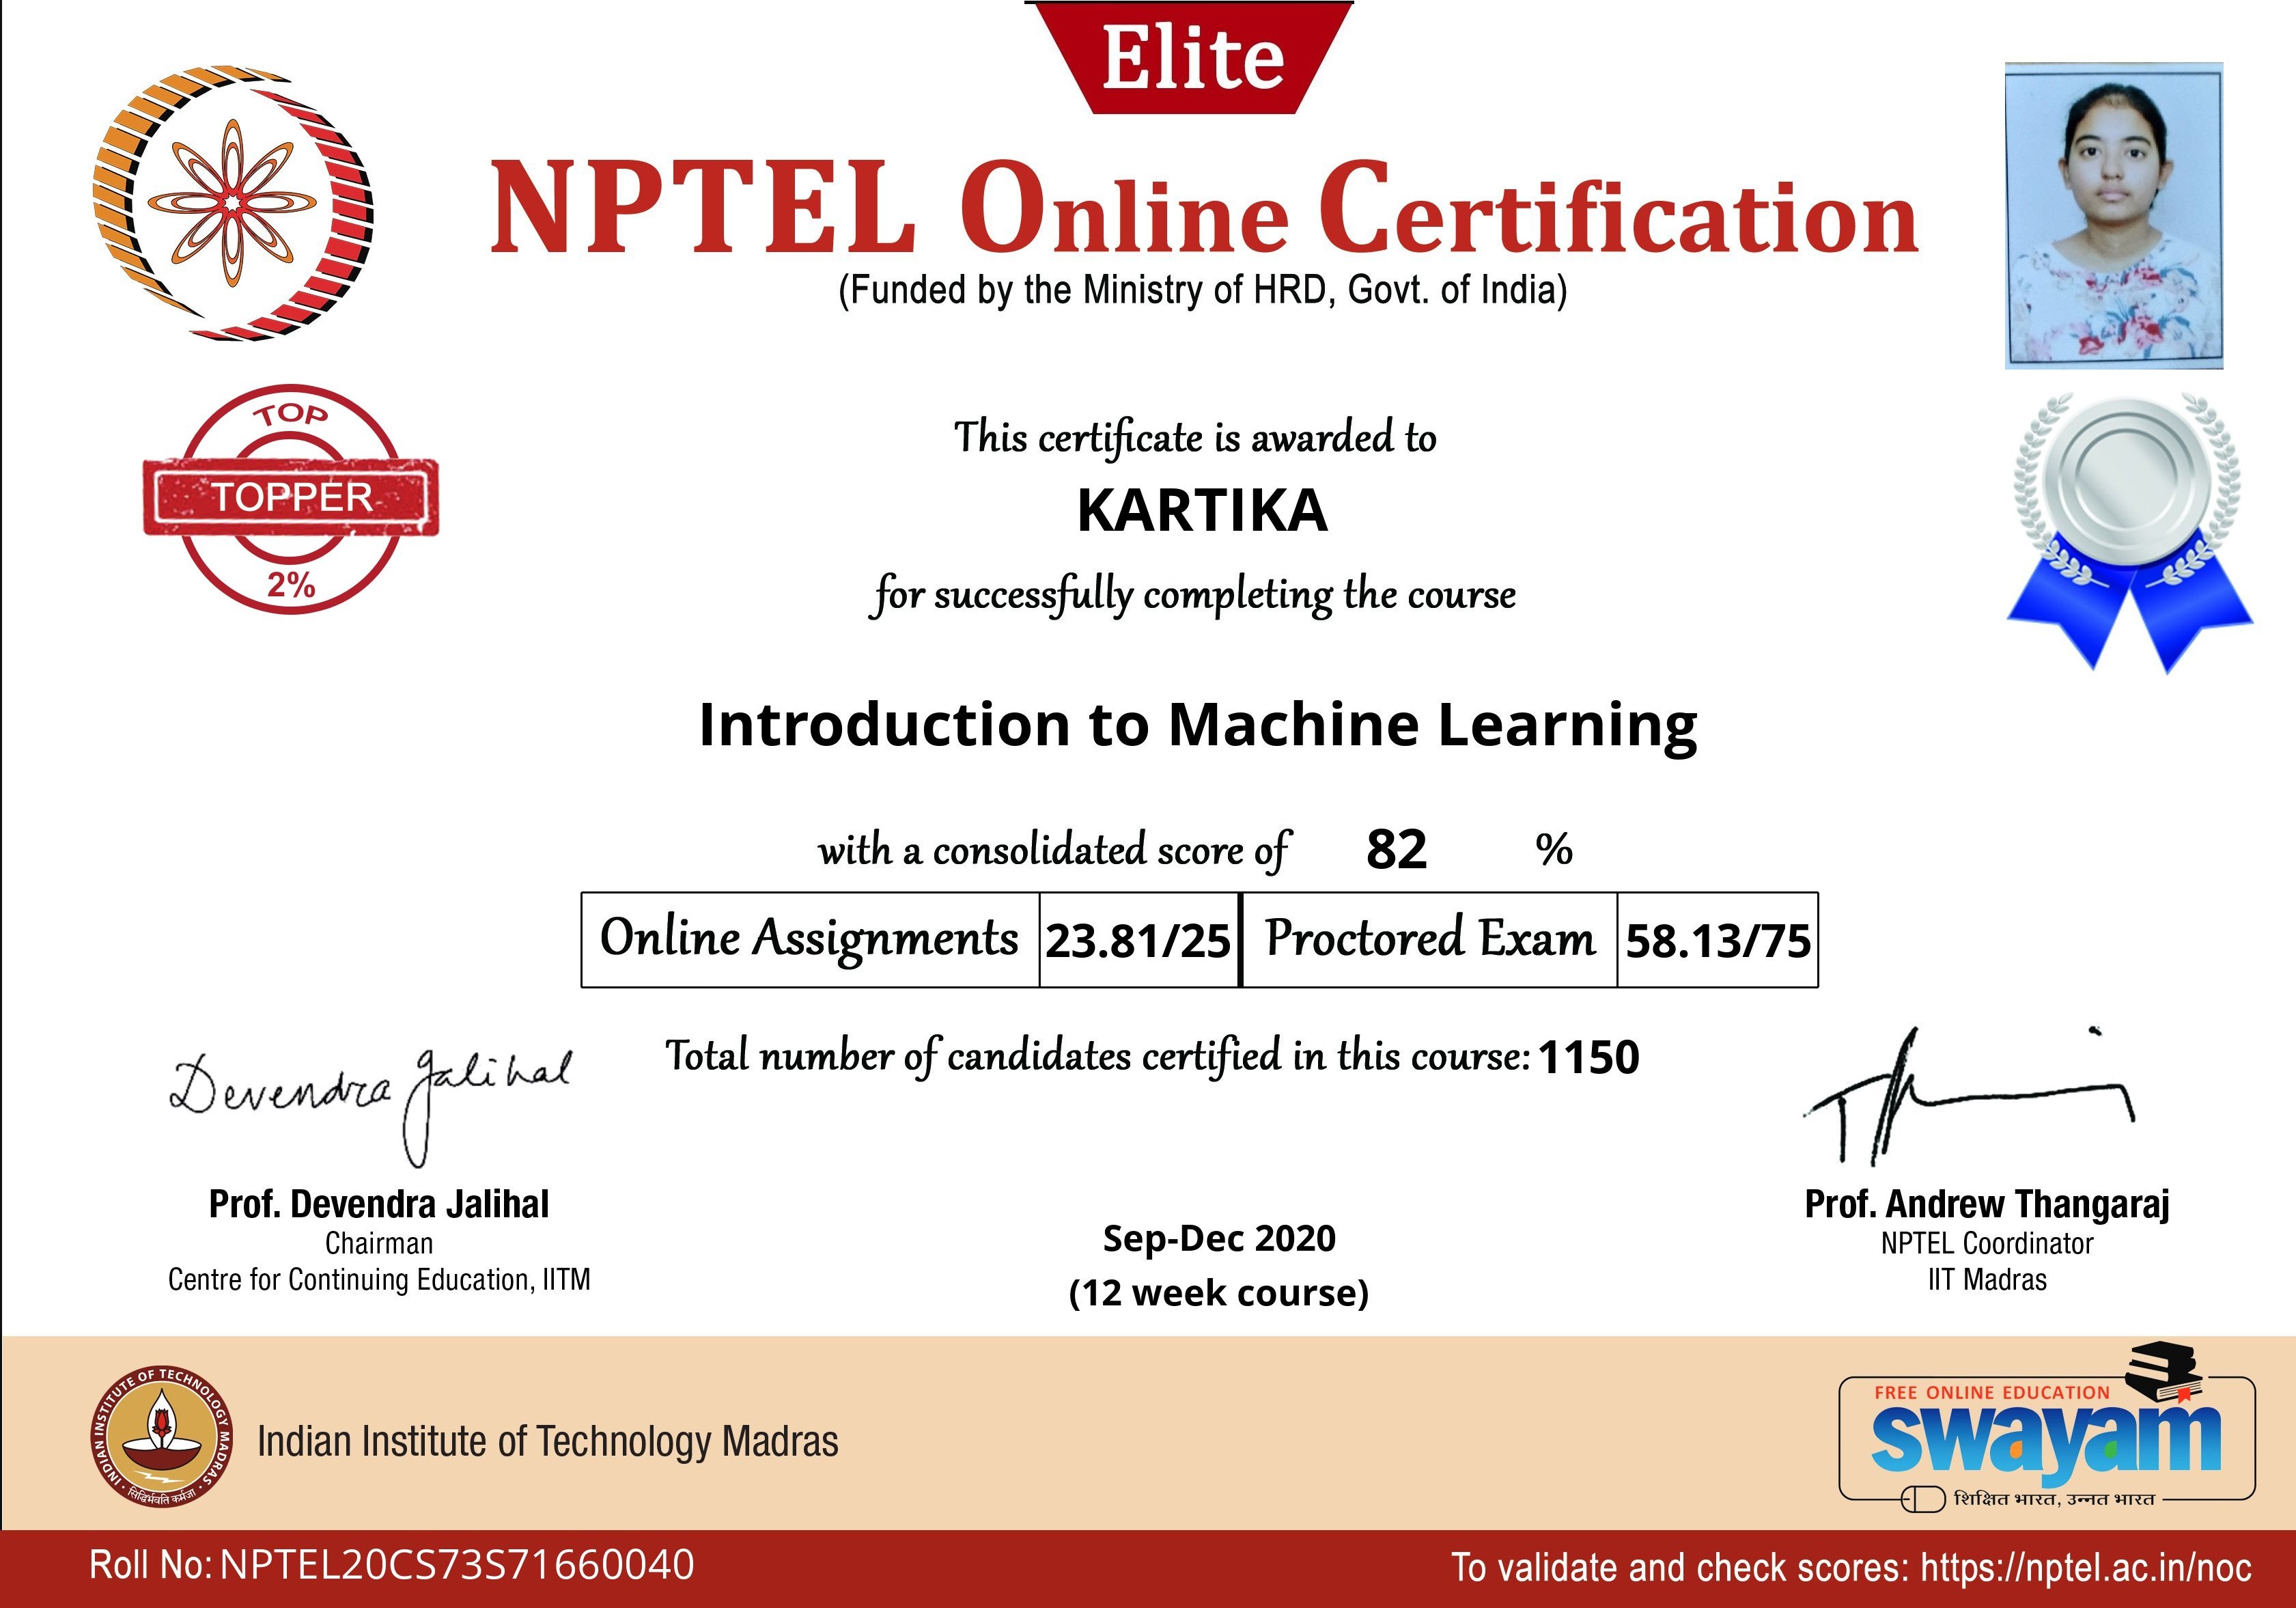 Elite
NPTEL Online Certification
(Funded by the Ministry of HRD, Govt. of India)
TOP
TOPPER
2%
This certificate is awarded to
KARTIKA
for successfully completing the course
Introduction to Machine Learning
with a consolidated score of 82 %
Online Assignments 23.81/25 Proctored Exam 58.13/75
Total number of candidates certified in this course: 1150
Devendra Jalihal
Prof. Devendra Jalihal
Chairman
Centre for Continuing Education, IITM
Sep-Dec 2020
(12 week course)
Prof. Andrew Thangaraj
NPTEL Coordinator
IIT Madras
INDIAN INSTITUTE OF TECHNOLOGY MADRAS
सिद्धिर्भवति कर्मजा
Indian Institute of Technology Madras
FREE ONLINE EDUCATION
swayam
शिक्षित भारत, उन्नत भारत
Roll No: NPTEL20CS73S71660040
To validate and check scores: https://nptel.ac.in/noc